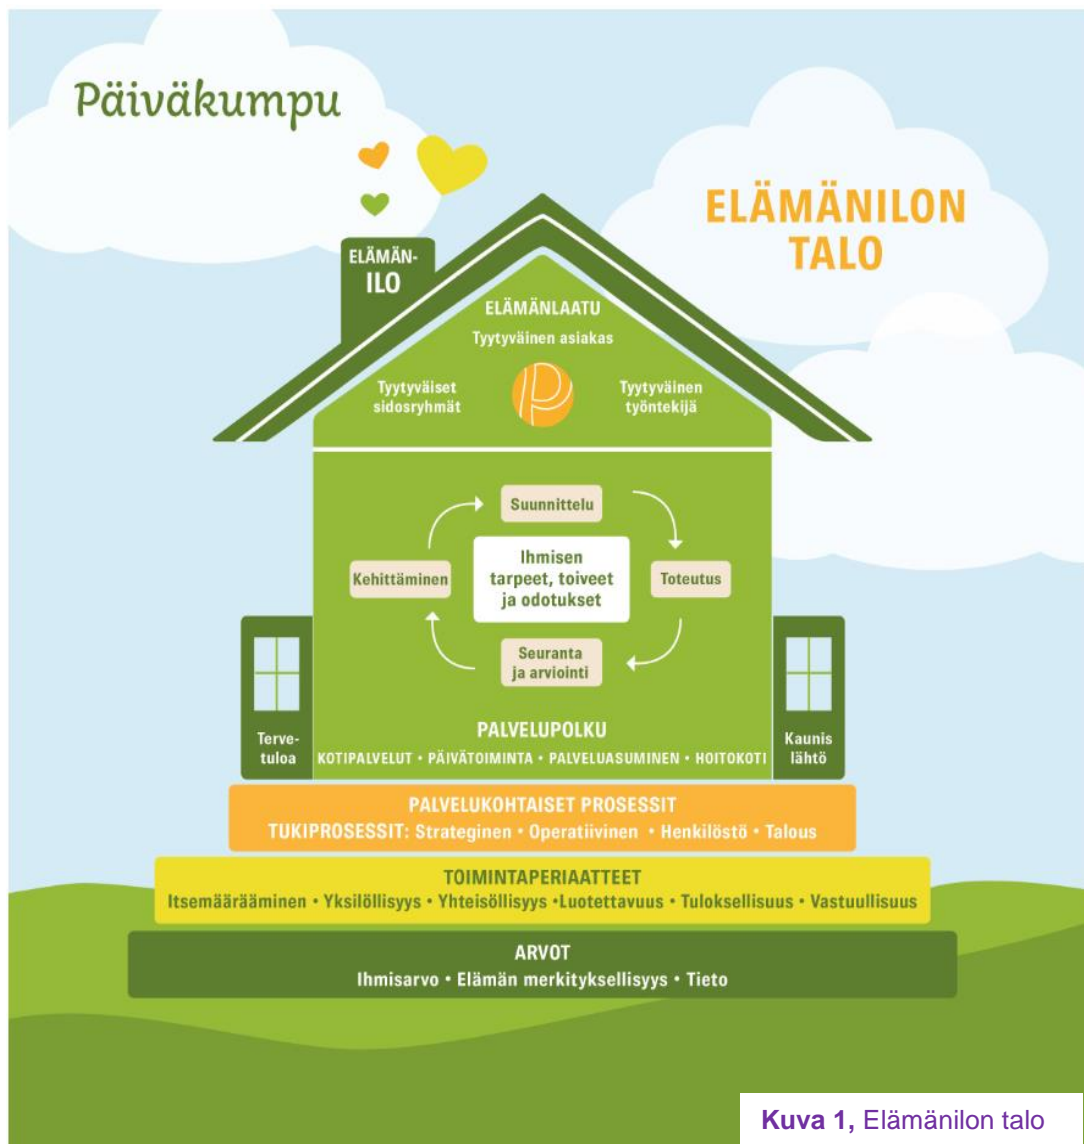 Päiväkumpu
ELÄMÄNILON
TALO
ELÄMÄN-
ILO
ELÄMÄNLAATU
Tyytyväinen asiakas
Tyytyväiset
sidosryhmät
P
Tyytyväinen
työntekijä
Suunnittelu
Kehittäminen
Ihmisen
tarpeet, toiveet
ja odotukset
Toteutus
Seuranta
ja arviointi
Terve-
tuloa
PALVELUPOLKU
KOTIPALVELUT • PÄIVÄTOIMINTA • PALVELUASUMINEN • HOITOKOTI
Kaunis
lähtö
PALVELUKOHTAISET PROSESSIT
TUKIPROSESSIT: Strateginen • Operatiivinen • Henkilöstö • Talous
TOIMINTAPERIAATTEET
Itsemäärääminen • Yksilöllisyys • Yhteisöllisyys •Luotettavuus • Tuloksellisuus • Vastuullisuus
ARVOT
Ihmisarvo • Elämän merkityksellisyys • Tieto
Kuva 1, Elämänilon talo